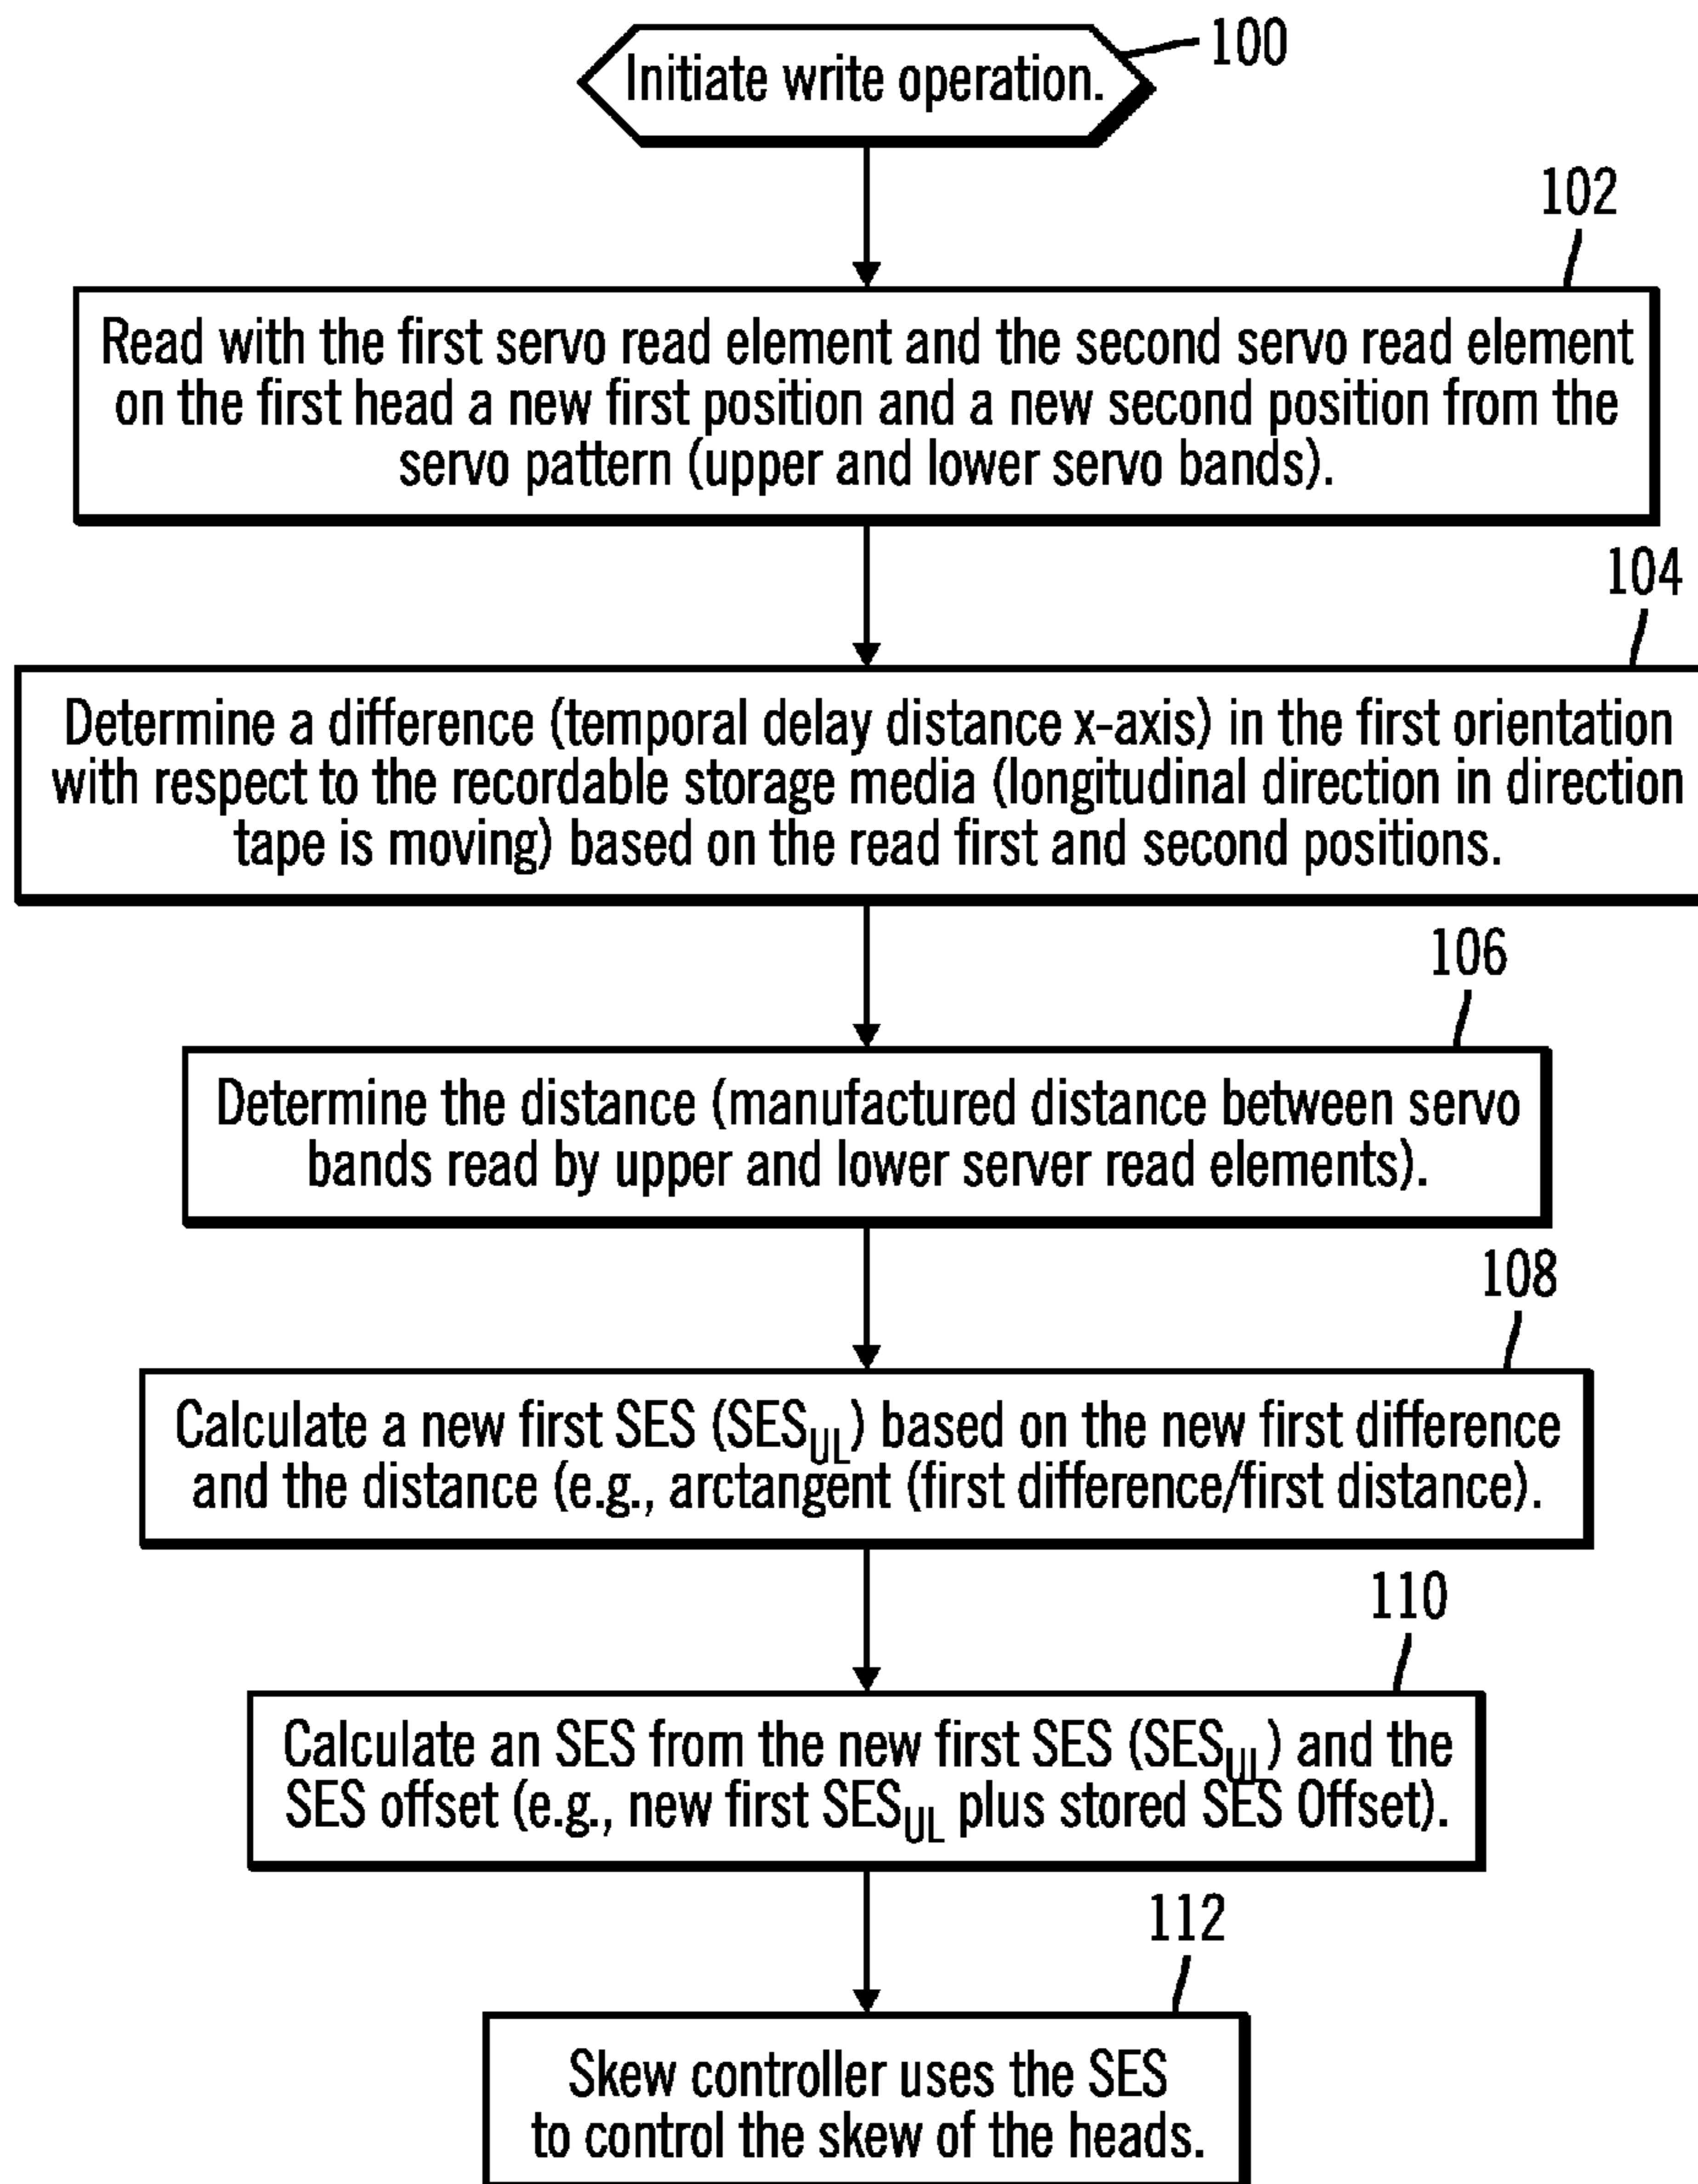 100
Initiate write operation.
102
Read with the first servo read element and the second servo read element
on the first head a new first position and a new second position from the
servo pattern (upper and lower servo bands).
104
Determine a difference (temporal delay distance x-axis) in the first orientation
with respect to the recordable storage media (longitudinal direction in direction
tape is moving) based on the read first and second positions.
106
Determine the distance (manufactured distance between servo
bands read by upper and lower server read elements).
108
Calculate a new first SES (SES_UL) based on the new first difference
and the distance (e.g., arctangent (first difference/first distance).
110
Calculate an SES from the new first SES (SES_UL) and the
SES offset (e.g., new first SES_UL plus stored SES Offset).
112
Skew controller uses the SES
to control the skew of the heads.